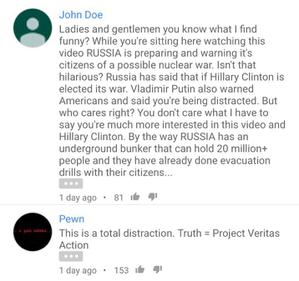 John Doe
Ladies and gentlemen you know what I find
funny? While you're sitting here watching this
video RUSSIA is preparing and warning it's
citizens of a possible nuclear war. Isn't that
hilarious? Russia has said that if Hillary Clinton is
elected its war. Vladimir Putin also warned
Americans and said you're being distracted. But
who cares right? You don't care what I have to
say you're much more interested in this video and
Hillary Clinton. By the way RUSSIA has an
underground bunker that can hold 20 million+
people and they have already done evacuation
drills with their citizens...
1 day ago • 81
Pewn
This is a total distraction. Truth = Project Veritas
Action
1 day ago • 153